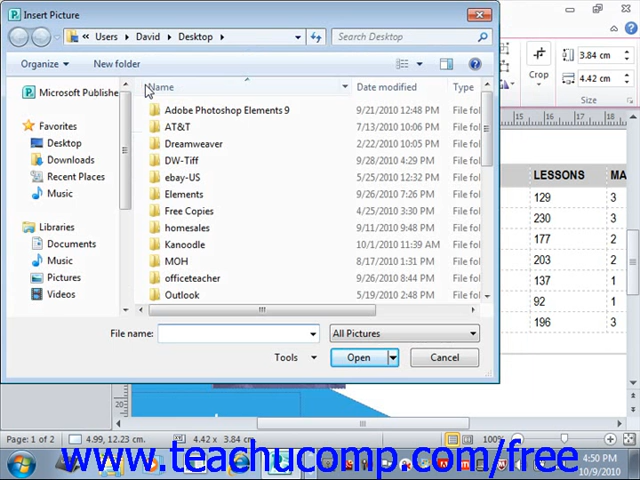 Insert Picture
Users ▸ David ▸ Desktop ▸
Search Desktop
Organize
New folder
Name
Date modified
Type
Microsoft Publishe
Favorites
Desktop
Downloads
Recent Places
Music
Libraries
Documents
Music
Pictures
Videos
Adobe Photoshop Elements 9 9/21/2010 12:48 PM File fol
AT&T 7/13/2010 10:06 PM File fol
Dreamweaver 2/22/2010 10:05 PM File fol
DW-Tiff 9/28/2010 4:29 PM File fol
ebay-US 5/25/2010 12:32 PM File fol
Elements 9/26/2010 7:26 PM File fol
Free Copies 4/25/2010 3:30 PM File fol
homesales 9/11/2010 9:48 PM File fol
Kanoodle 10/1/2010 11:39 AM File fol
MOH 8/17/2010 1:31 PM File fol
officeteacher 9/26/2010 8:44 PM File fol
Outlook 5/19/2010 2:48 PM File fol
File name:
All Pictures
Tools
Open
Cancel
Crop
3.84 cm
4.42 cm
Size
15 16 17 18
LESSONS MA
129 3
230 3
177 2
203 2
137 1
92 1
196 3
20
Page: 1 of 2
4.99, 12.23 cm.
4.42 x 3.84 cm.
100%
www.teachucomp.com/free
4:50 PM
10/9/2010